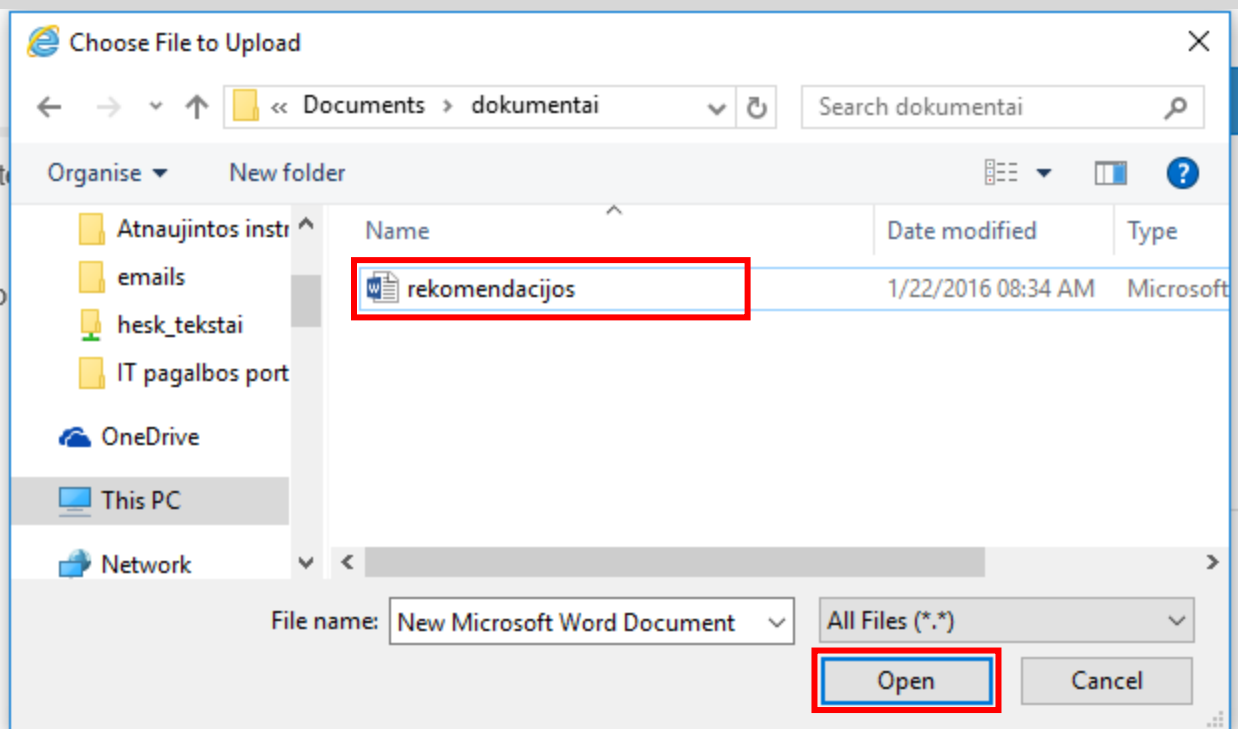 Choose File to Upload
« Documents > dokumentai
Search dokumentai
Organise
New folder
?
Atnaujintos instr
emails
hesk_tekstai
IT pagalbos port
OneDrive
This PC
Network
Name
Date modified
Type
rekomendacijos
1/22/2016 08:34 AM
Microsoft
File name:
New Microsoft Word Document
All Files (*.*)
Open
Cancel